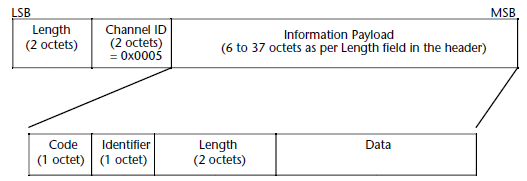 LSB MSB
Length Channel ID Information Payload
(2 octets) (2 octets) (6 to 37 octets as per Length field in the header)
= 0x0005
Code Identifier Length Data
(1 octet) (1 octet) (2 octets)